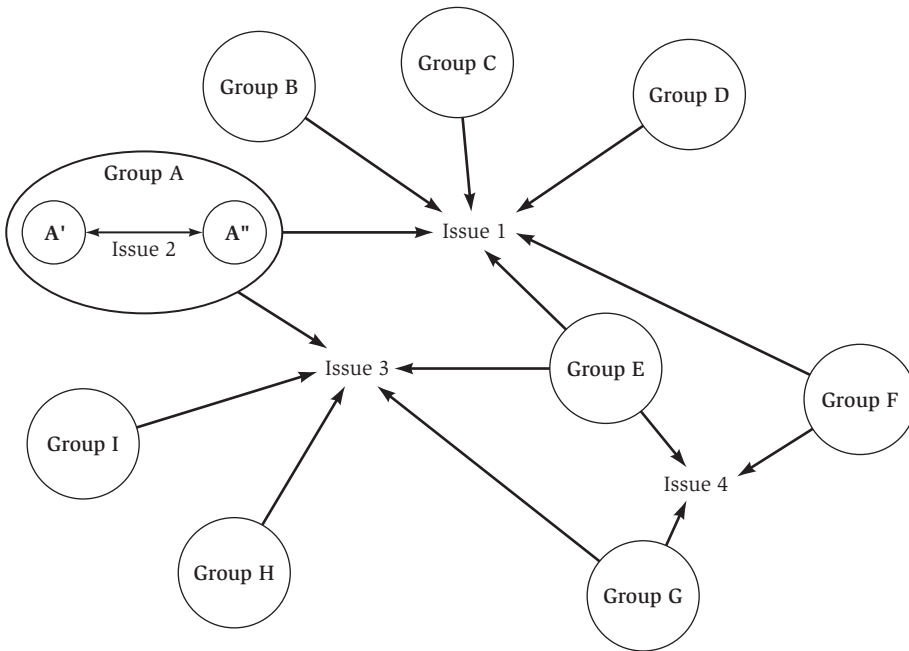 Group C
Group B
Group D
Group A
A'
A"
Issue 2
Issue 1
Issue 3
Group E
Group F
Group I
Issue 4
Group H
Group G